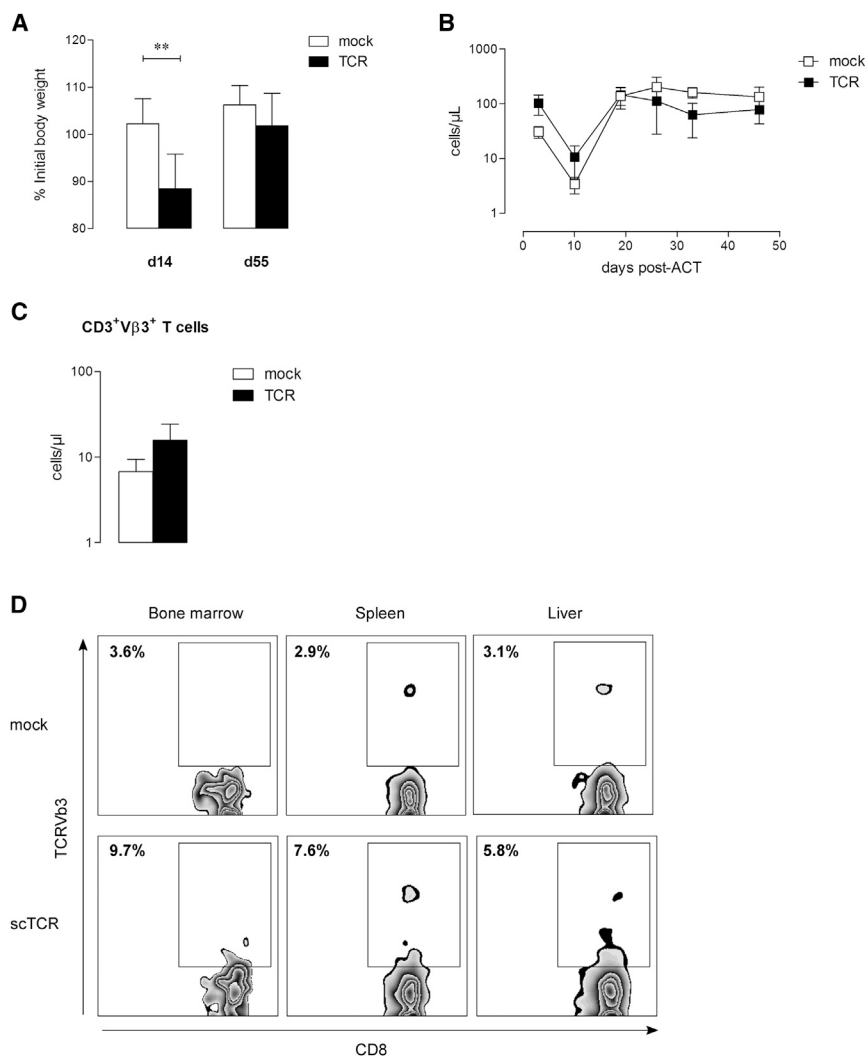 A
120
110
100
90
80
% Initial body weight
**
d14
d55
mock
TCR
B
1000
100
10
1
cells/µL
0 10 20 30 40 50
days post-ACT
mock
TCR
C
CD3⁺Vβ3⁺ T cells
100
10
1
cells/µl
mock
TCR
D
Bone marrow Spleen Liver
mock
3.6% 2.9% 3.1%
TCRVb3
scTCR
9.7% 7.6% 5.8%
CD8